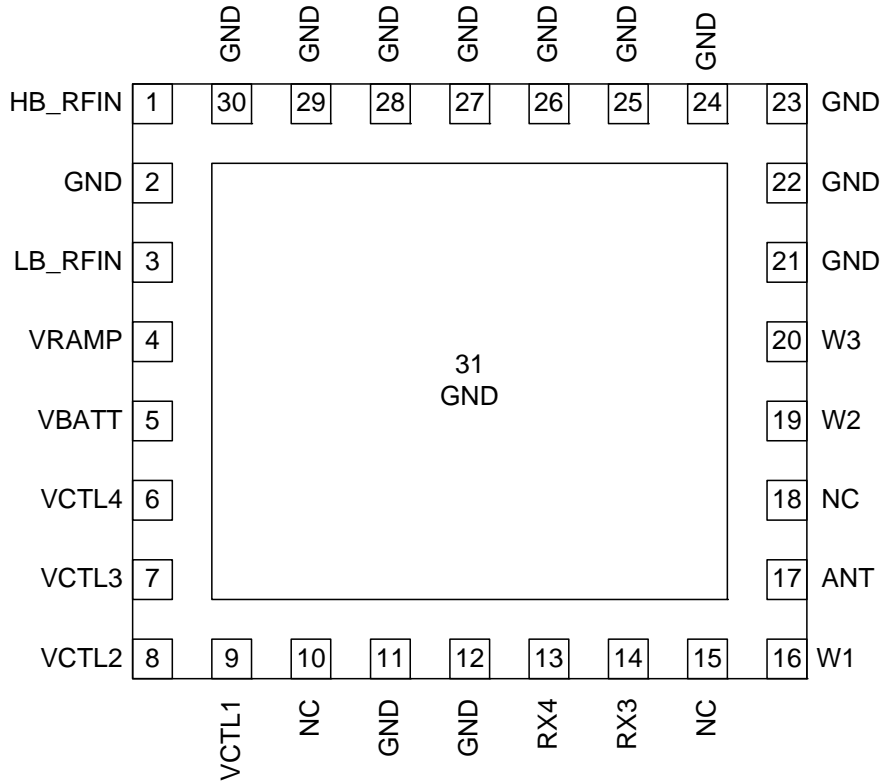 GND GND GND GND GND GND GND
HB_RFIN 1 30 29 28 27 26 25 24 23 GND
GND 2 22 GND
LB_RFIN 3 21 GND
VRAMP 4 20 W3
31
GND
VBATT 5 19 W2
VCTL4 6 18 NC
VCTL3 7 17 ANT
VCTL2 8 9 10 11 12 13 14 15 16 W1
VCTL1 NC GND GND RX4 RX3 NC